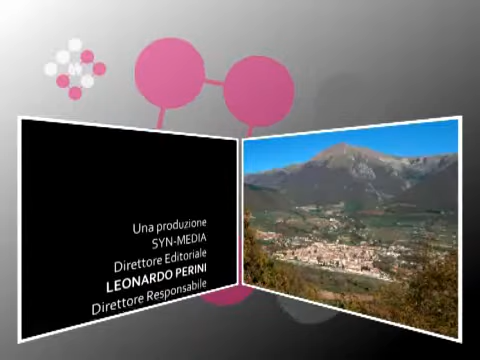 Una produzione
SYN-MEDIA
Direttore Editoriale
LEONARDO PERINI
Direttore Responsabile